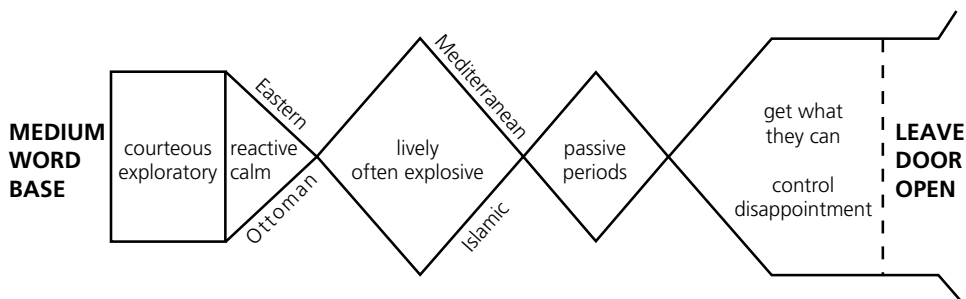 MEDIUM
WORD
BASE
courteous
exploratory
reactive
calm
Eastern
Ottoman
lively
often explosive
Mediterranean
Islamic
passive
periods
get what
they can
control
disappointment
LEAVE
DOOR
OPEN